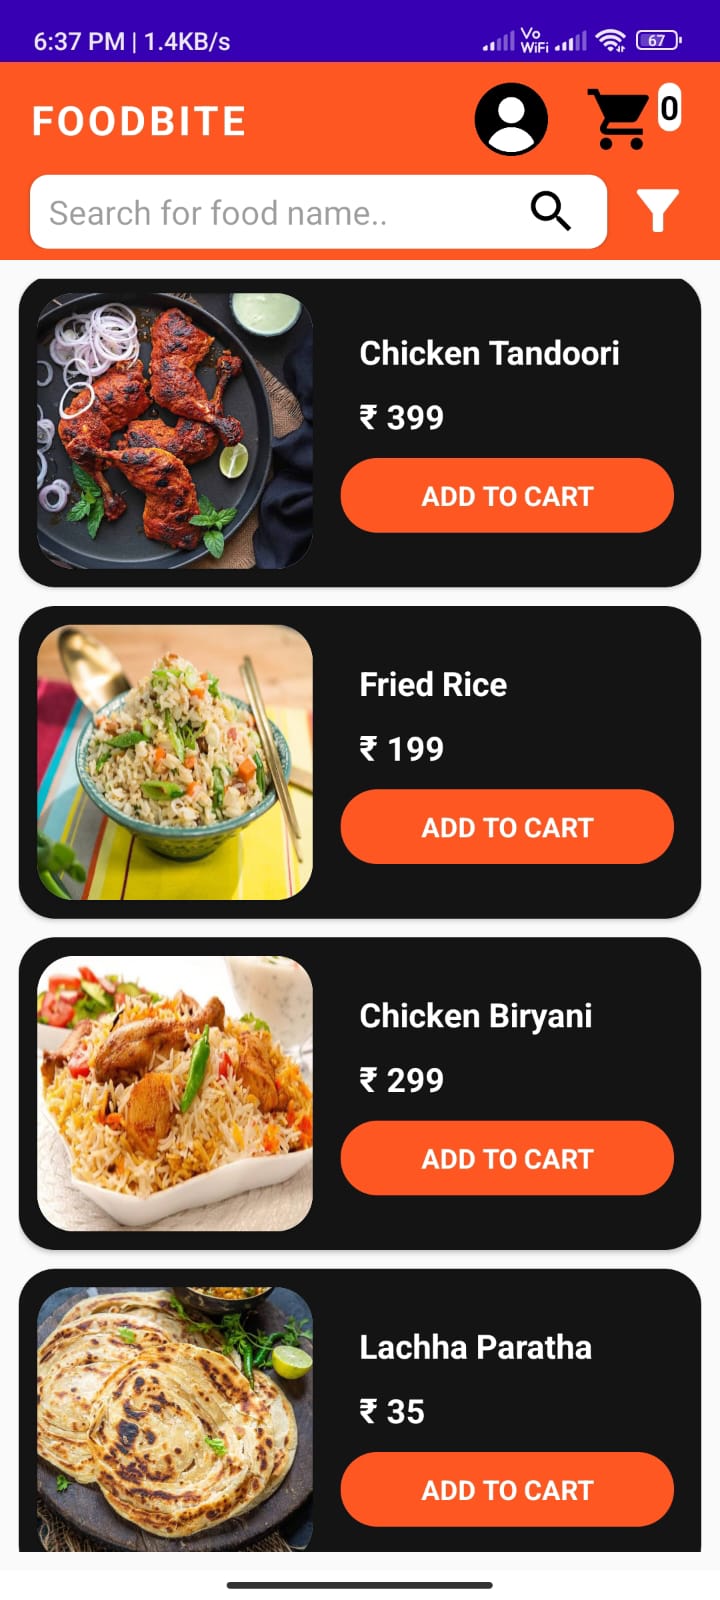 6:37 PM | 1.4KB/s
Vo
WiFi
67
FOODBITE
0
Search for food name..
Chicken Tandoori
₹ 399
ADD TO CART
Fried Rice
₹ 199
ADD TO CART
Chicken Biryani
₹ 299
ADD TO CART
Lachha Paratha
₹ 35
ADD TO CART